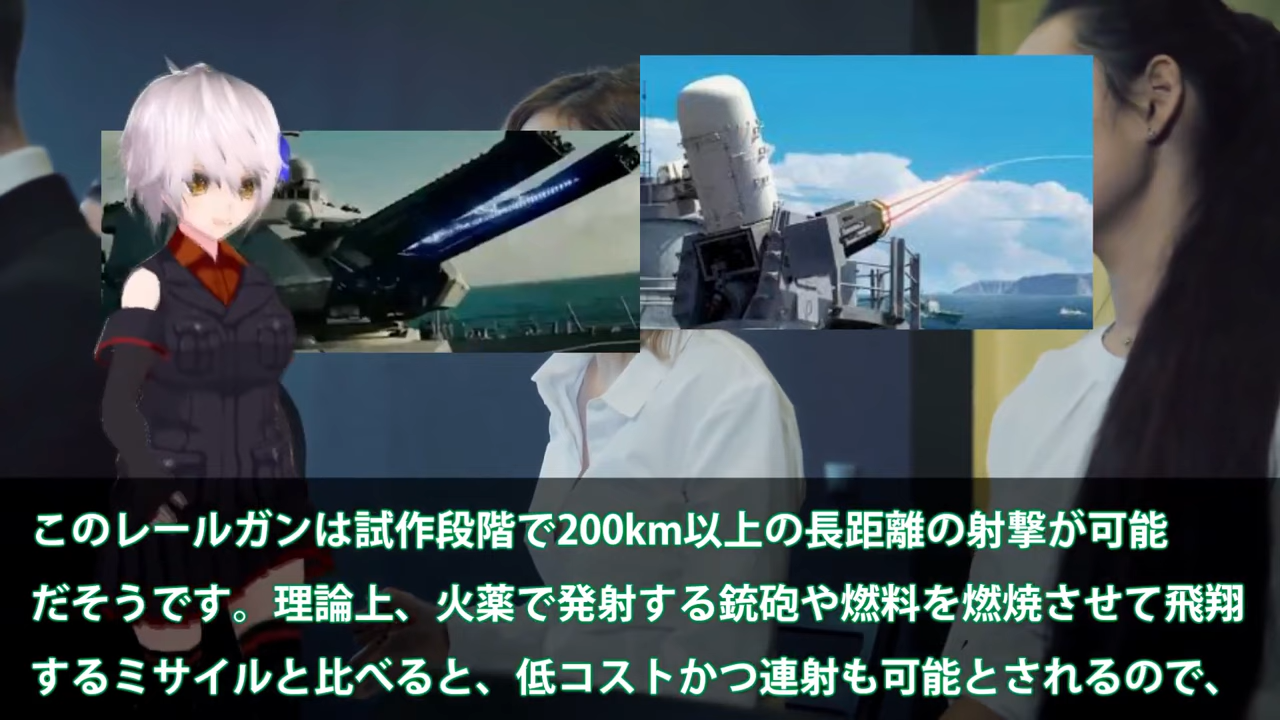 このレールガンは試作段階で200km以上の長距離の射撃が可能
だそうです。理論上、火薬で発射する銃砲や燃料を燃焼させて飛翔
するミサイルと比べると、低コストかつ連射も可能とされるので、